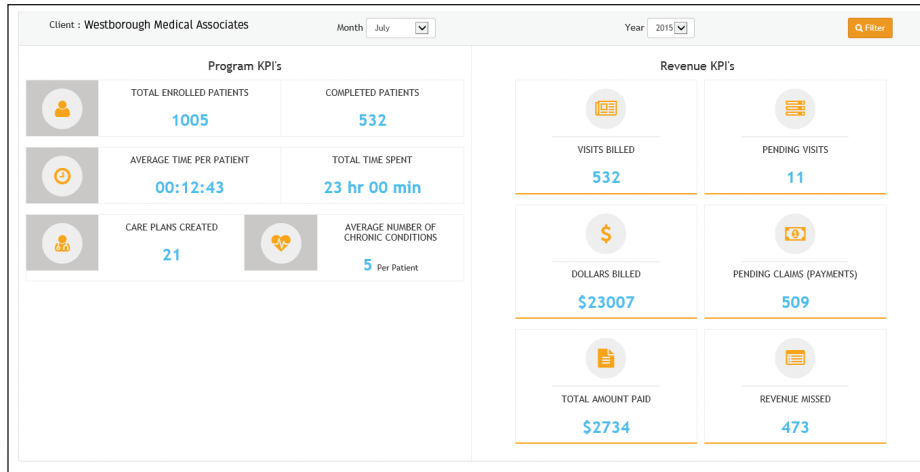 Client : Westborough Medical Associates Month July Year 2015 Filter
Program KPI's
TOTAL ENROLLED PATIENTS COMPLETED PATIENTS
1005 532
AVERAGE TIME PER PATIENT TOTAL TIME SPENT
00:12:43 23 hr 00 min
CARE PLANS CREATED AVERAGE NUMBER OF
CHRONIC CONDITIONS
21 5 Per Patient
Revenue KPI's
VISITS BILLED PENDING VISITS
532 11
DOLLARS BILLED PENDING CLAIMS (PAYMENTS)
$23007 509
TOTAL AMOUNT PAID REVENUE MISSED
$2734 473